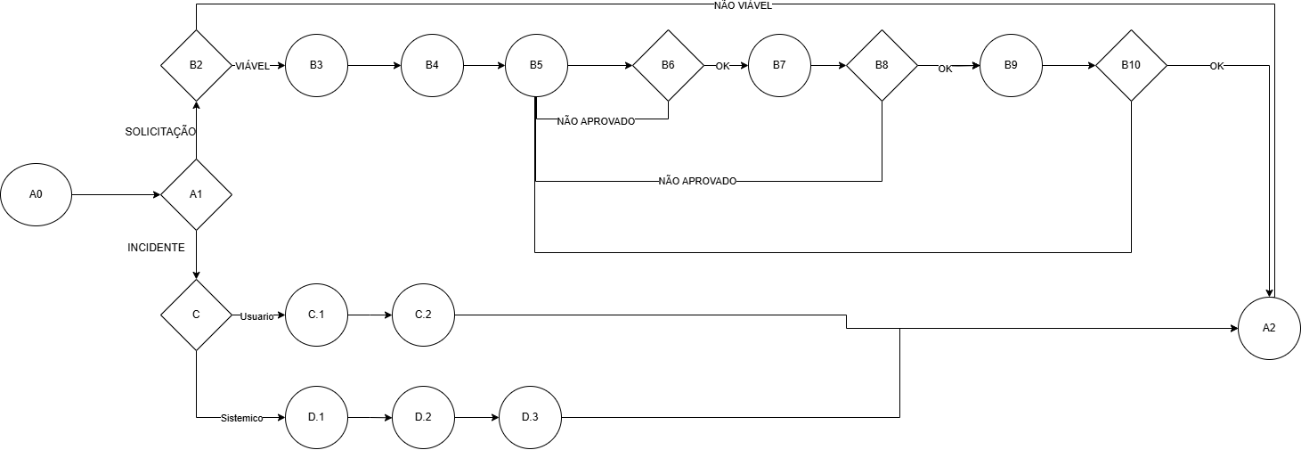 NÃO VIÁVEL
B2
VIÁVEL
B3
B4
B5
B6
OK
B7
B8
OK
B9
B10
OK
NÃO APROVADO
SOLICITAÇÃO
NÃO APROVADO
A0
A1
INCIDENTE
C
Usuario
C.1
C.2
A2
Sistemico
D.1
D.2
D.3